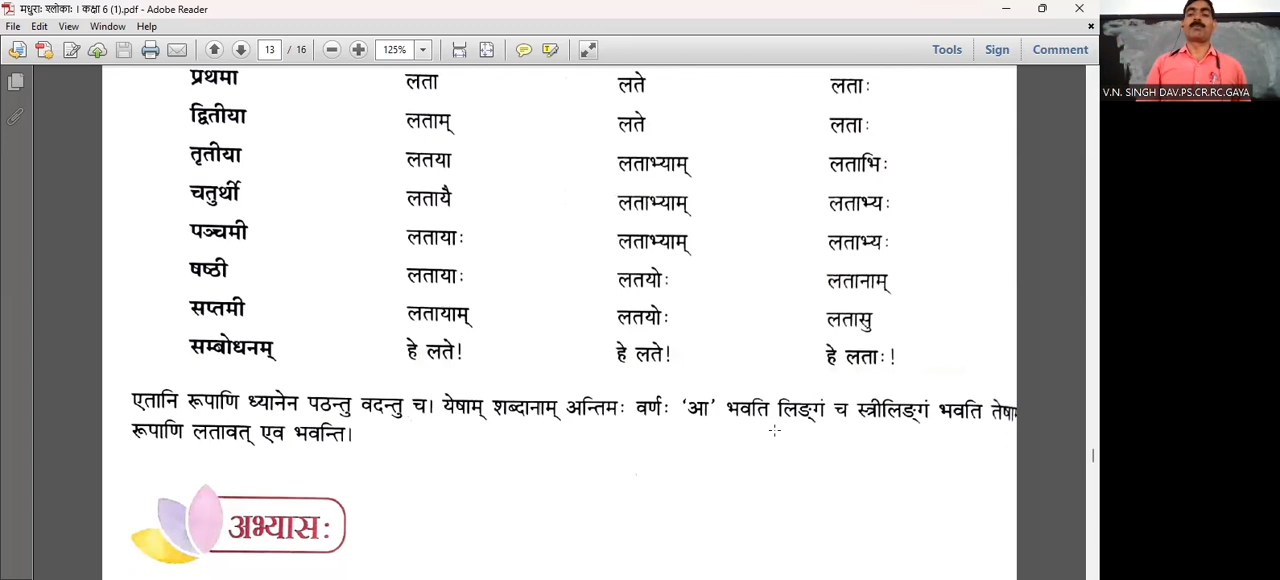 मधुराः श्लोकाः । कक्षा 6 (1).pdf - Adobe Reader
File Edit View Window Help
13 / 16 125% Tools Sign Comment
V.N. SINGH DAV.PS.CR.RC.GAYA
प्रथमा लता लते लताः
द्वितीया लताम् लते लताः
तृतीया लतया लताभ्याम् लताभिः
चतुर्थी लतायै लताभ्याम् लताभ्यः
पञ्चमी लतायाः लताभ्याम् लताभ्यः
षष्ठी लतायाः लतयोः लतानाम्
सप्तमी लतायाम् लतयोः लतासु
सम्बोधनम् हे लते! हे लते! हे लताः!
एतानि रूपाणि ध्यानेन पठन्तु वदन्तु च। येषाम् शब्दानाम् अन्तिमः वर्णः ‘आ’ भवति लिङ्गं च स्त्रीलिङ्गं भवति
रूपाणि लतावत् एव भवन्ति।
अभ्यासः